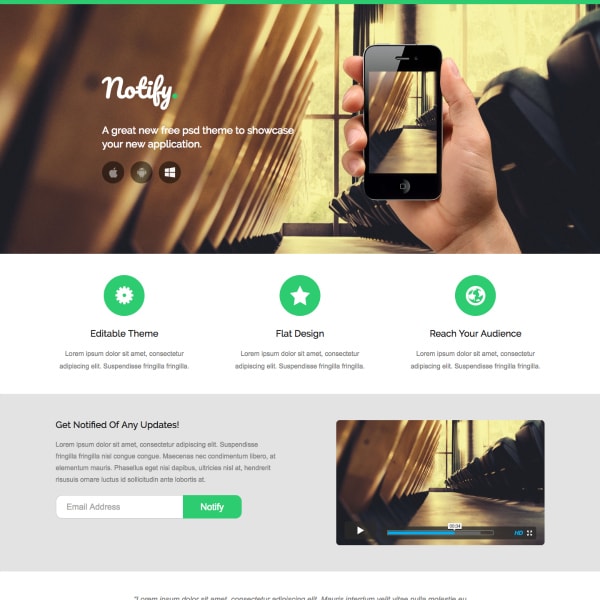 Notify.
A great new free psd theme to showcase
your new application.
Editable Theme
Lorem ipsum dolor sit amet, consectetur
adipiscing elit. Suspendisse fringilla fringilla.
Flat Design
Lorem ipsum dolor sit amet, consectetur
adipiscing elit. Suspendisse fringilla fringilla.
Reach Your Audience
Lorem ipsum dolor sit amet, consectetur
adipiscing elit. Suspendisse fringilla fringilla.
Get Notified Of Any Updates!
Lorem ipsum dolor sit amet, consectetur adipiscing elit. Suspendisse
fringilla fringilla nisl congue congue. Maecenas nec condimentum libero, at
elementum mauris. Phasellus eget nisi dapibus, ultricies nisl at, hendrerit
risusornare luctus id sollicitudin ante lobortis at.
Email Address
Notify
00:34
HD
"Lorem ipsum dolor sit amet, consectetur adipiscing elit. Mauris interdum velit vitae nulla molestie eu